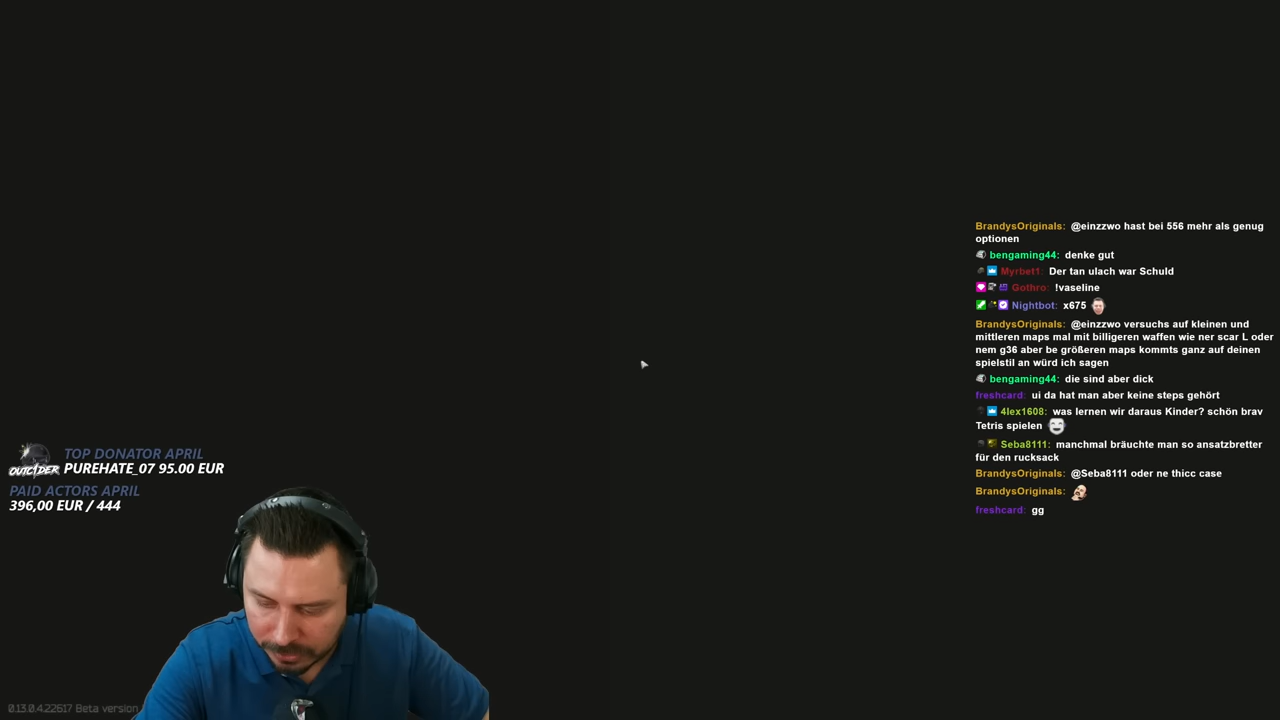 BrandysOriginals: @einzzwo hast bei 556 mehr als genug
optionen
bengaming44: denke gut
Myrbet1: Der tan ulach war Schuld
Gothro: !vaseline
Nightbot: x675
BrandysOriginals: @einzzwo versuchs auf kleinen und
mittleren maps mal mit billigeren waffen wie ner scar L oder
nem g36 aber be größeren maps kommts ganz auf deinen
spielstil an würd ich sagen
bengaming44: die sind aber dick
freshcard: ui da hat man aber keine steps gehört
4lex1608: was lernen wir daraus Kinder? schön brav
Tetris spielen
Seba8111: manchmal bräuchte man so ansatzbretter
für den rucksack
BrandysOriginals: @Seba8111 oder ne thicc case
BrandysOriginals:
freshcard: gg
OUTC!DER
TOP DONATOR APRIL
PUREHATE_07 95.00 EUR
PAID ACTORS APRIL
396,00 EUR / 444
0.13.0.4.22617 Beta version